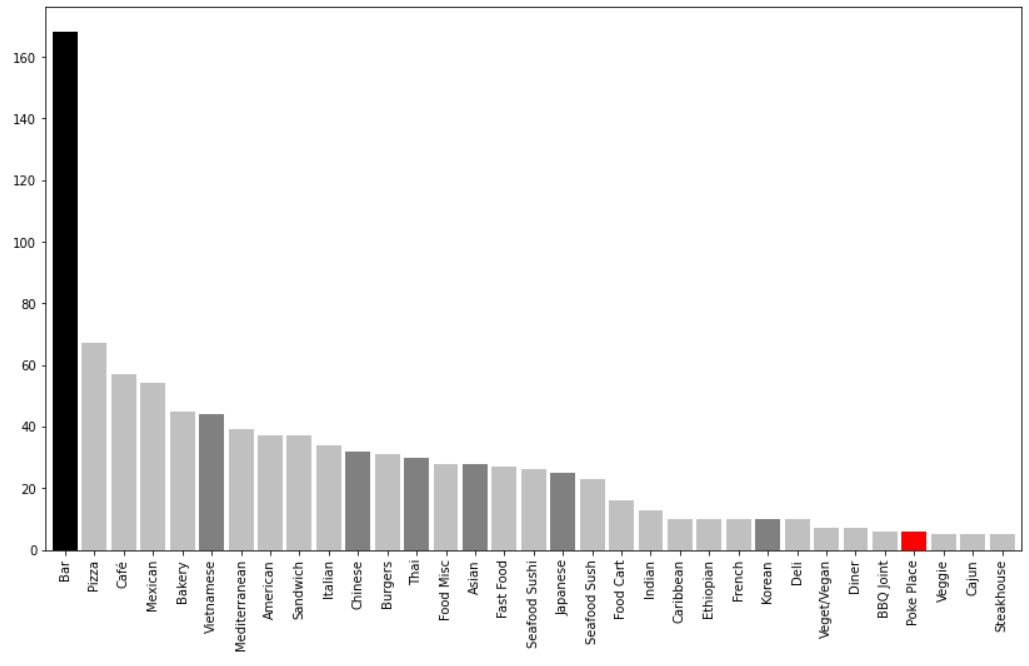 160
140
120
100
80
60
40
20
0
Bar
Pizza
Café
Mexican
Bakery
Vietnamese
Mediterranean
American
Sandwich
Italian
Chinese
Burgers
Thai
Food Misc
Asian
Fast Food
Seafood Sushi
Japanese
Seafood Sush
Food Cart
Indian
Caribbean
Ethiopian
French
Korean
Deli
Veget/Vegan
Diner
BBQ Joint
Poke Place
Veggie
Cajun
Steakhouse